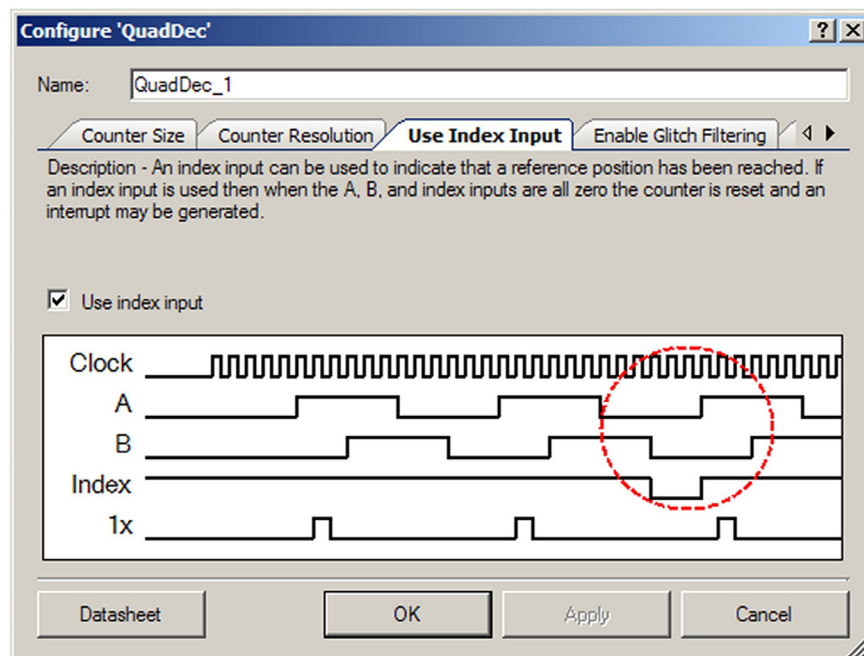 Configure 'QuadDec'
Name:
QuadDec_1
Counter Size
Counter Resolution
Use Index Input
Enable Glitch Filtering
Description - An index input can be used to indicate that a reference position has been reached. If
an index input is used then when the A, B, and index inputs are all zero the counter is reset and an
interrupt may be generated.
Use index input
Clock
A
B
Index
1x
Datasheet
OK
Apply
Cancel